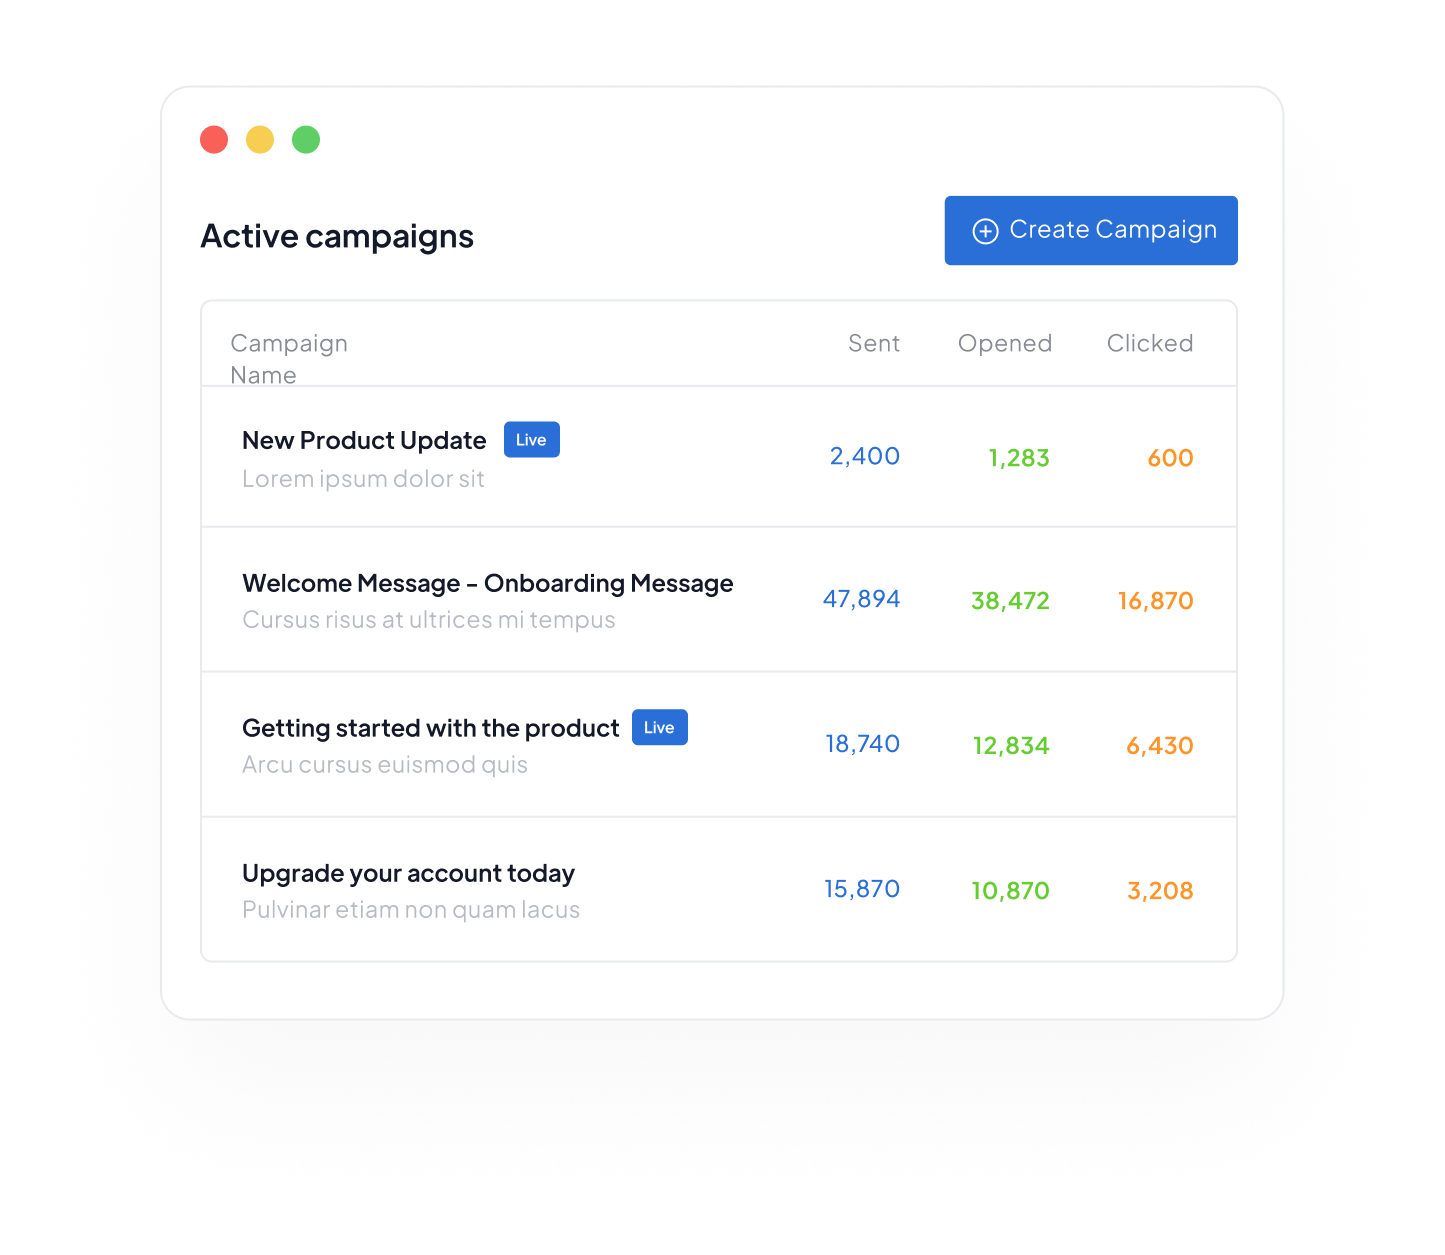 Active campaigns
Create Campaign
Campaign Sent Opened Clicked
Name
New Product Update Live
Lorem ipsum dolor sit
2,400 1,283 600
Welcome Message - Onboarding Message
Cursus risus at ultrices mi tempus
47,894 38,472 16,870
Getting started with the product Live
Arcu cursus euismod quis
18,740 12,834 6,430
Upgrade your account today
Pulvinar etiam non quam lacus
15,870 10,870 3,208